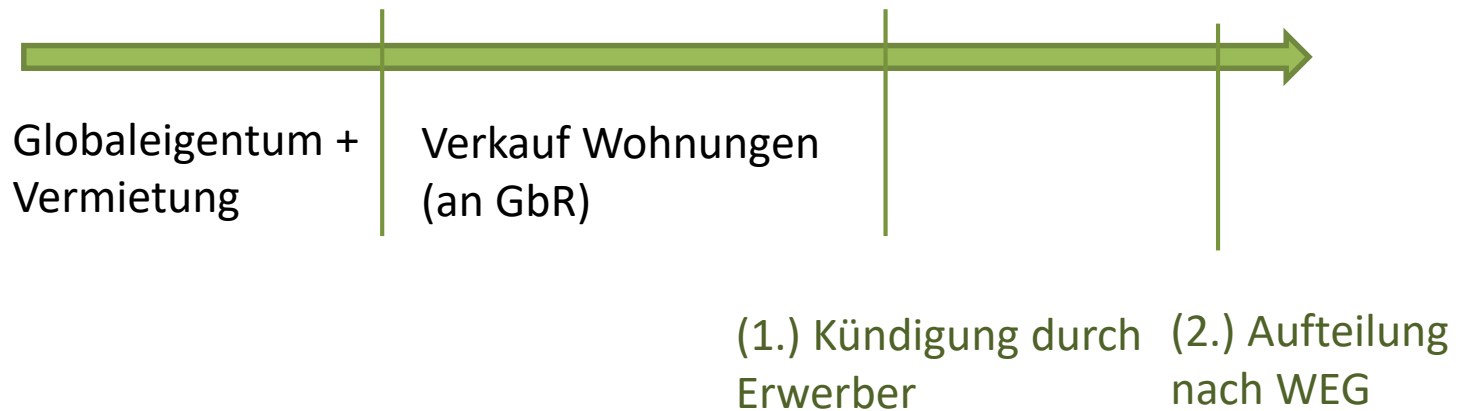 Globaleigentum +
Vermietung
Verkauf Wohnungen
(an GbR)
(1.) Kündigung durch
Erwerber
(2.) Aufteilung
nach WEG